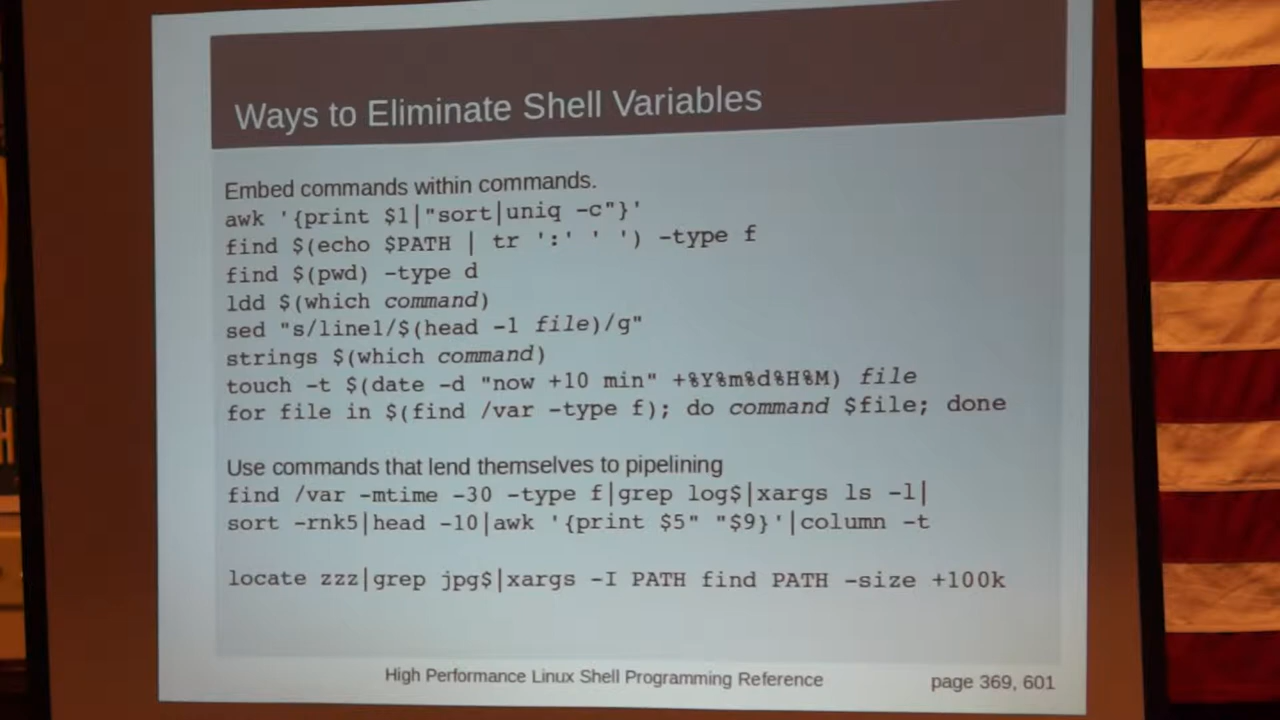 Ways to Eliminate Shell Variables
Embed commands within commands.
awk '{print $1|"sort|uniq -c"}'
find $(echo $PATH | tr ':' ' ') -type f
find $(pwd) -type d
ldd $(which command)
sed "s/line1/$(head -1 file)/g"
strings $(which command)
touch -t $(date -d "now +10 min" +%Y%m%d%H%M) file
for file in $(find /var -type f); do command $file; done
Use commands that lend themselves to pipelining
find /var -mtime -30 -type f|grep log$|xargs ls -l|
sort -rnk5|head -10|awk '{print $5" "$9}'|column -t
locate zzz|grep jpg$|xargs -I PATH find PATH -size +100k
High Performance Linux Shell Programming Reference
page 369, 601
H